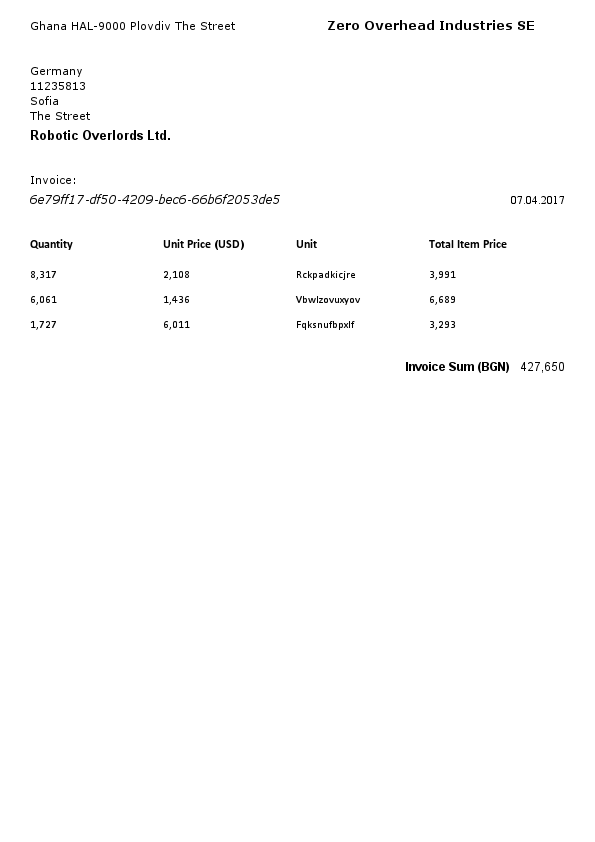 Ghana HAL-9000 Plovdiv The Street Zero Overhead Industries SE
Germany
11235813
Sofia
The Street
Robotic Overlords Ltd.
Invoice:
6e79ff17-df50-4209-bec6-66b6f2053de5 07.04.2017
Quantity Unit Price (USD) Unit Total Item Price
8,317 2,108 Rckpadkicjre 3,991
6,061 1,436 Vbwlzovuxyov 6,689
1,727 6,011 Fqksnufbpxlf 3,293
Invoice Sum (BGN) 427,650